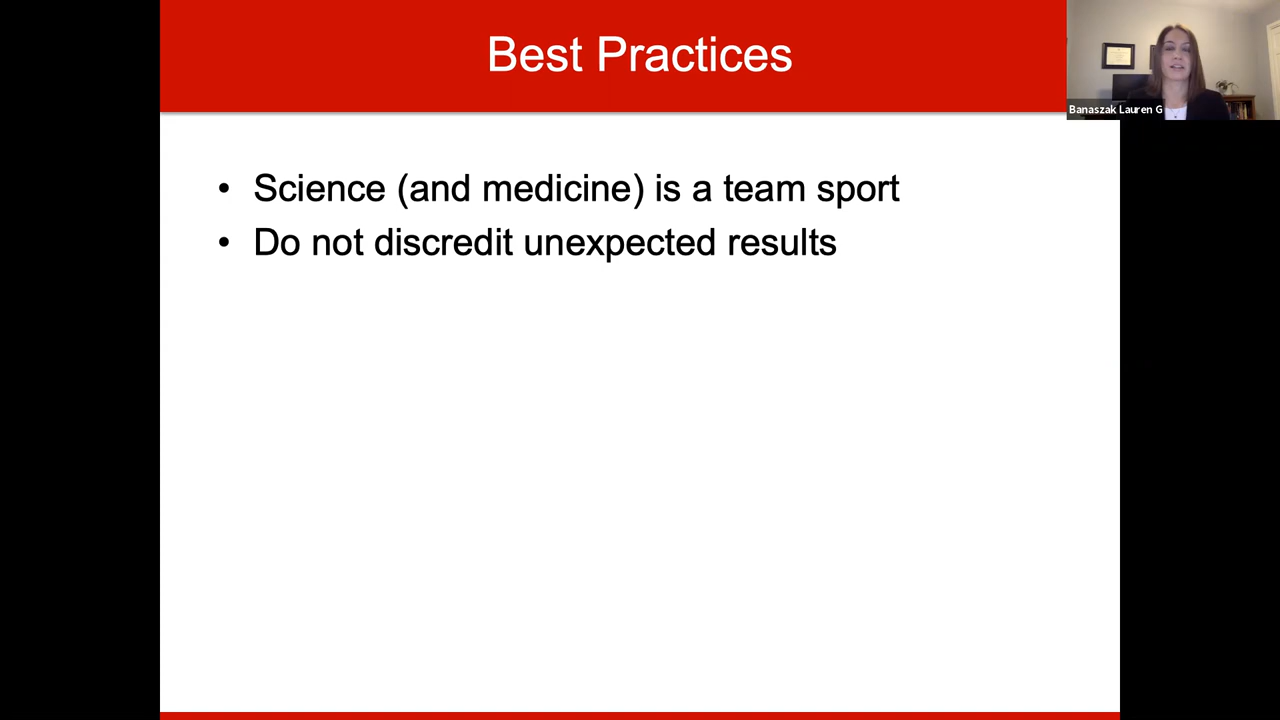 Best Practices
Banaszak Lauren G
• Science (and medicine) is a team sport
• Do not discredit unexpected results